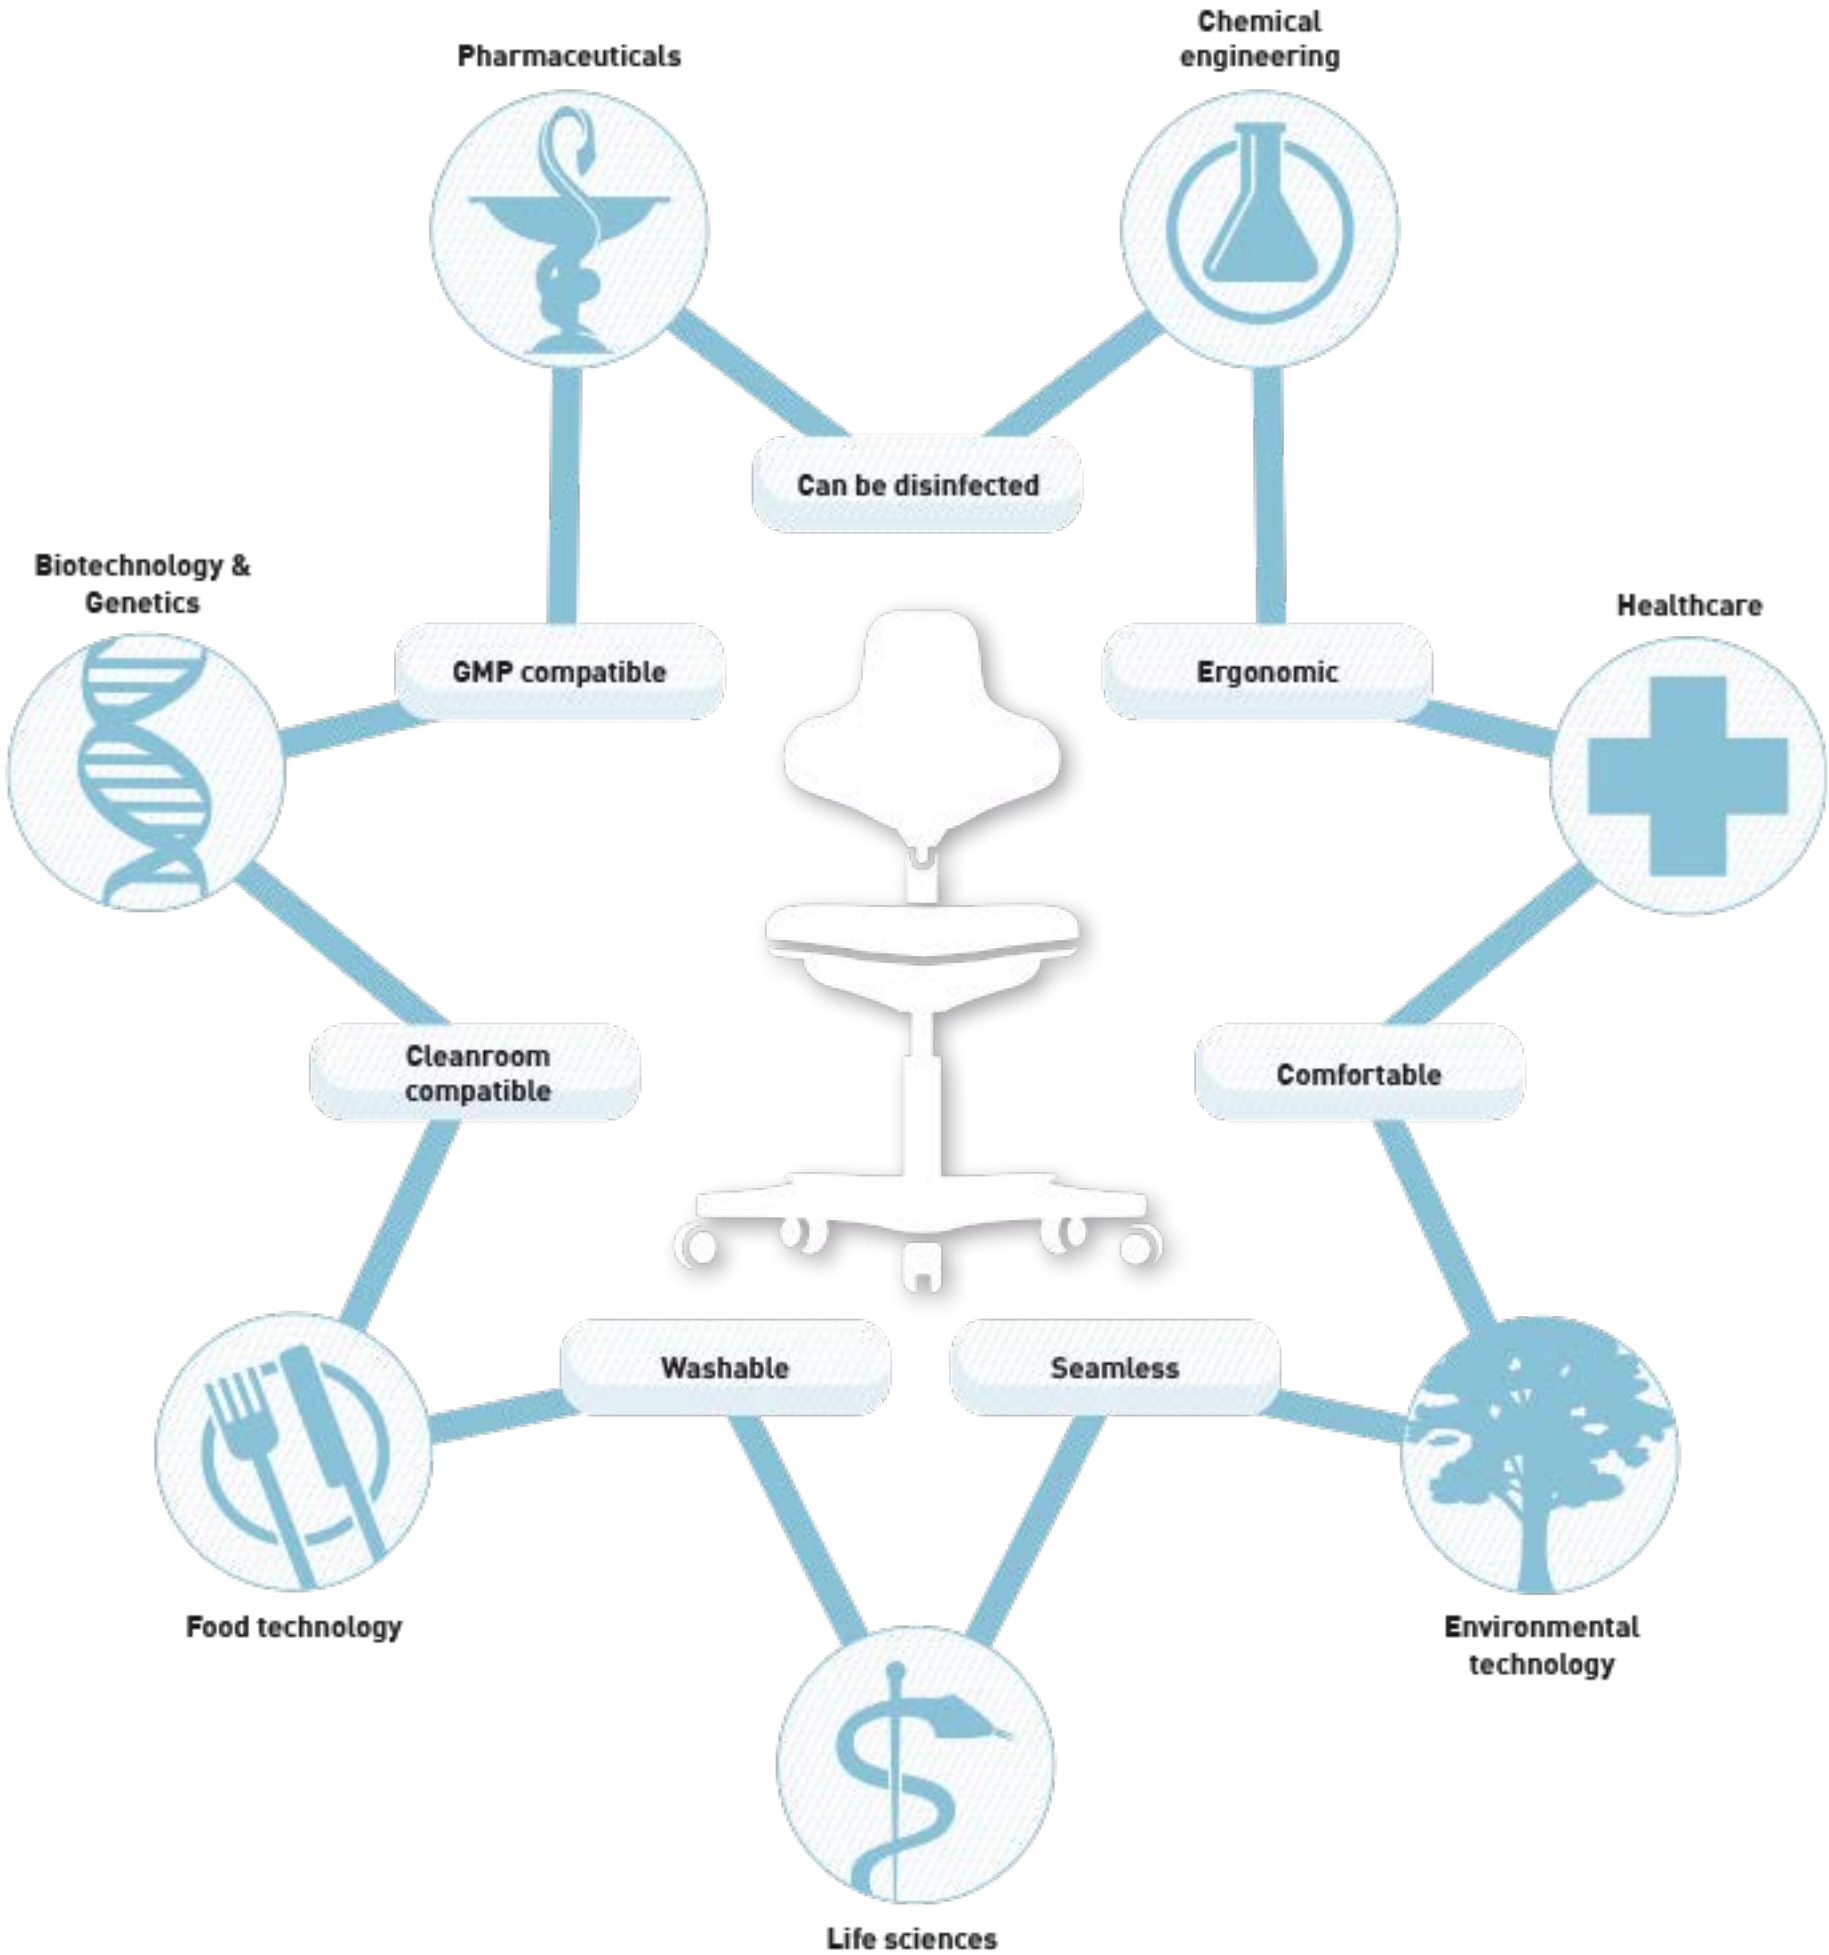 Chemical
engineering
Pharmaceuticals
Can be disinfected
Biotechnology &
Genetics
Healthcare
GMP compatible
Ergonomic
Cleanroom
compatible
Comfortable
Washable
Seamless
Food technology
Environmental
technology
Life sciences